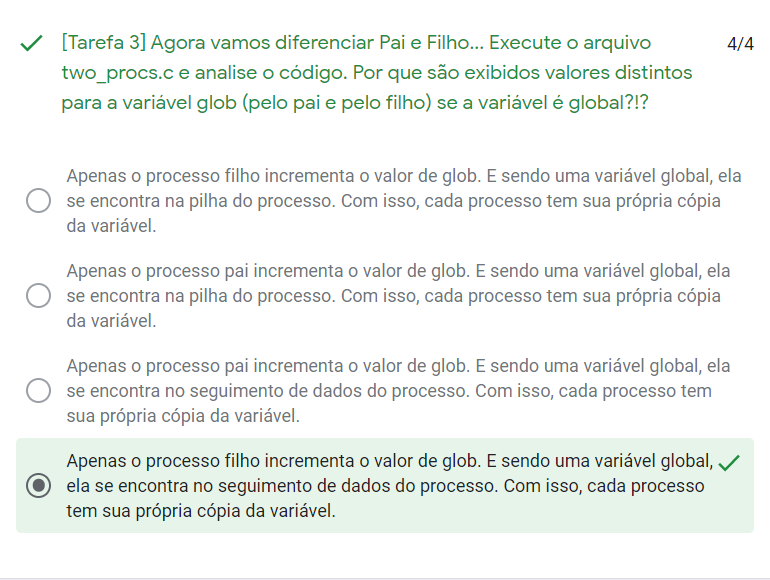 [Tarefa 3] Agora vamos diferenciar Pai e Filho... Execute o arquivo
4/4
two_procs.c e analise o código. Por que são exibidos valores distintos
para a variável glob (pelo pai e pelo filho) se a variável é global?!?
Apenas o processo filho incrementa o valor de glob. E sendo uma variável global, ela
se encontra na pilha do processo. Com isso, cada processo tem sua própria cópia
da variável.
Apenas o processo pai incrementa o valor de glob. E sendo uma variável global, ela
se encontra na pilha do processo. Com isso, cada processo tem sua própria cópia
da variável.
Apenas o processo pai incrementa o valor de glob. E sendo uma variável global, ela
se encontra no seguimento de dados do processo. Com isso, cada processo tem
sua própria cópia da variável.
Apenas o processo filho incrementa o valor de glob. E sendo uma variável global,
ela se encontra no seguimento de dados do processo. Com isso, cada processo
tem sua própria cópia da variável.